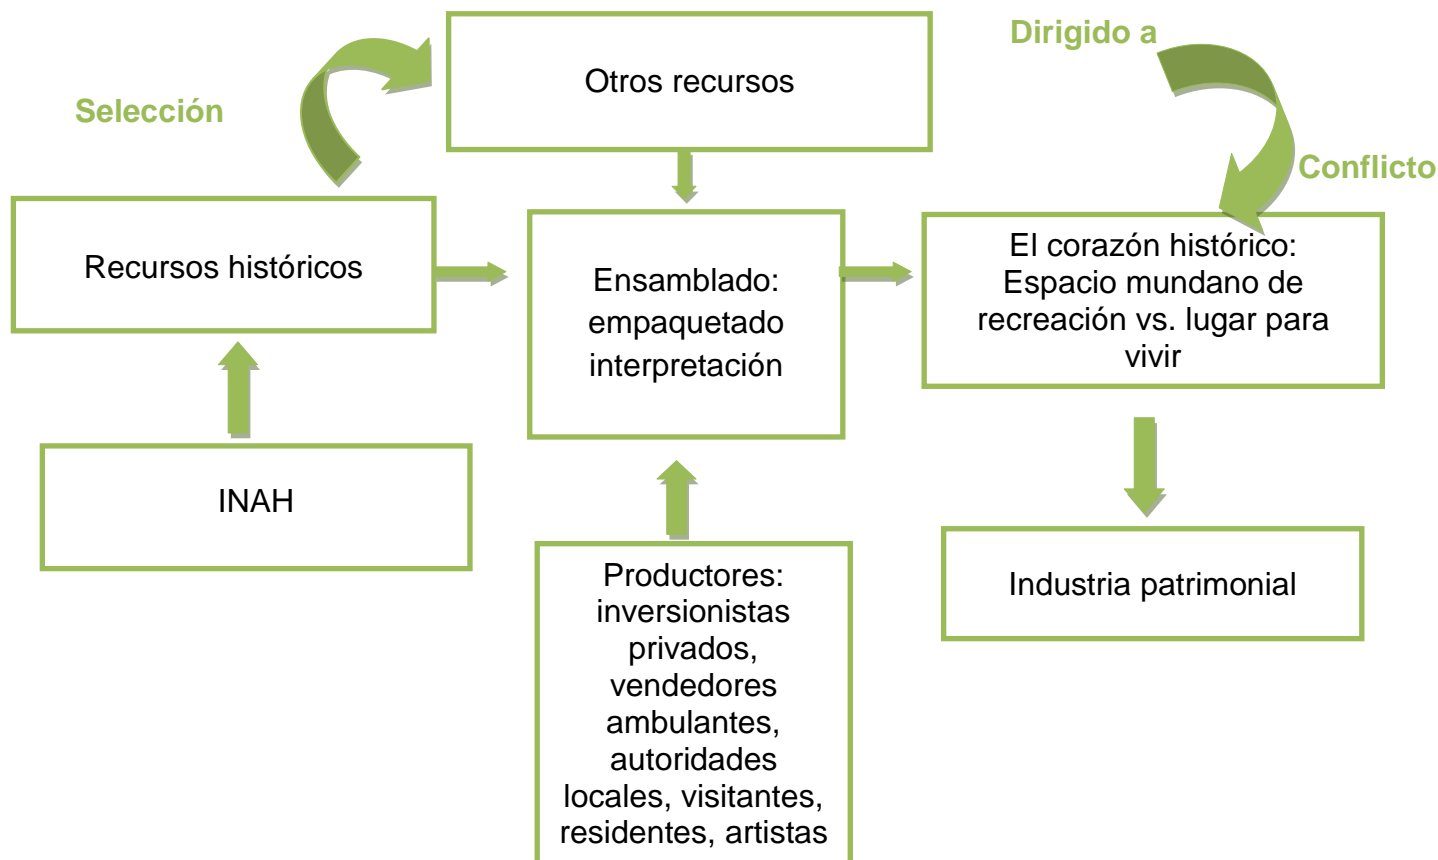 Otros recursos
Dirigido a
Selección
Conflicto
Recursos históricos
Ensamblado:
empaquetado
interpretación
El corazón histórico:
Espacio mundano de
recreación vs. lugar para
vivir
INAH
Productores:
inversionistas
privados,
vendedores
ambulantes,
autoridades
locales, visitantes,
residentes, artistas
Industria patrimonial